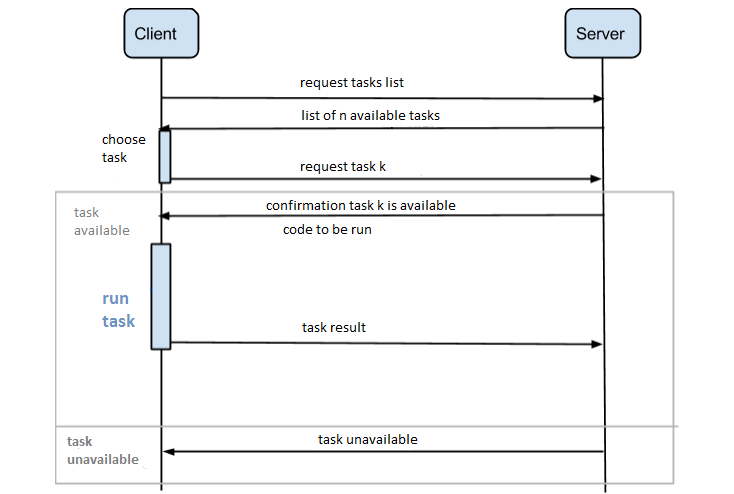 Client
Server
request tasks list
list of n available tasks
choose
task
request task k
confirmation task k is available
task
available
code to be run
run
task
task result
task unavailable
task
unavailable